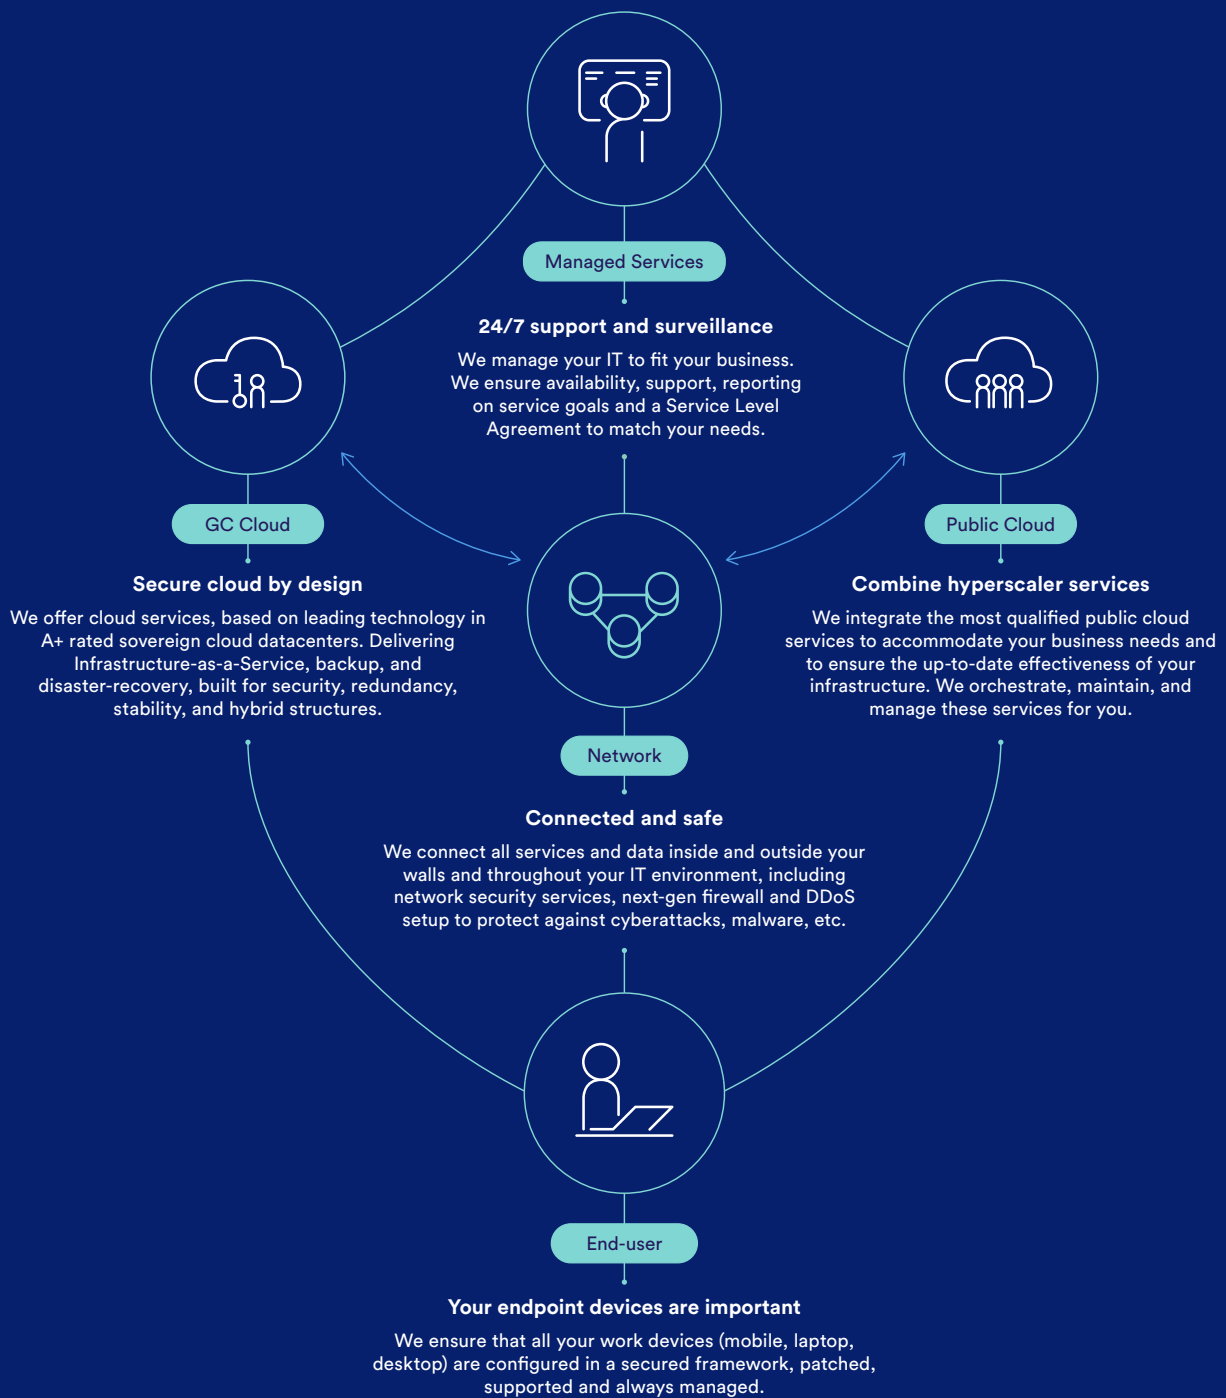 Managed Services
24/7 support and surveillance
We manage your IT to fit your business.
We ensure availability, support, reporting
on service goals and a Service Level
Agreement to match your needs.
GC Cloud
Secure cloud by design
We offer cloud services, based on leading technology in
A+ rated sovereign cloud datacenters. Delivering
Infrastructure-as-a-Service, backup, and
disaster-recovery, built for security, redundancy,
stability, and hybrid structures.
Public Cloud
Combine hyperscaler services
We integrate the most qualified public cloud
services to accommodate your business needs and
to ensure the up-to-date effectiveness of your
infrastructure. We orchestrate, maintain, and
manage these services for you.
Network
Connected and safe
We connect all services and data inside and outside your
walls and throughout your IT environment, including
network security services, next-gen firewall and DDoS
setup to protect against cyberattacks, malware, etc.
End-user
Your endpoint devices are important
We ensure that all your work devices (mobile, laptop,
desktop) are configured in a secured framework, patched,
supported and always managed.